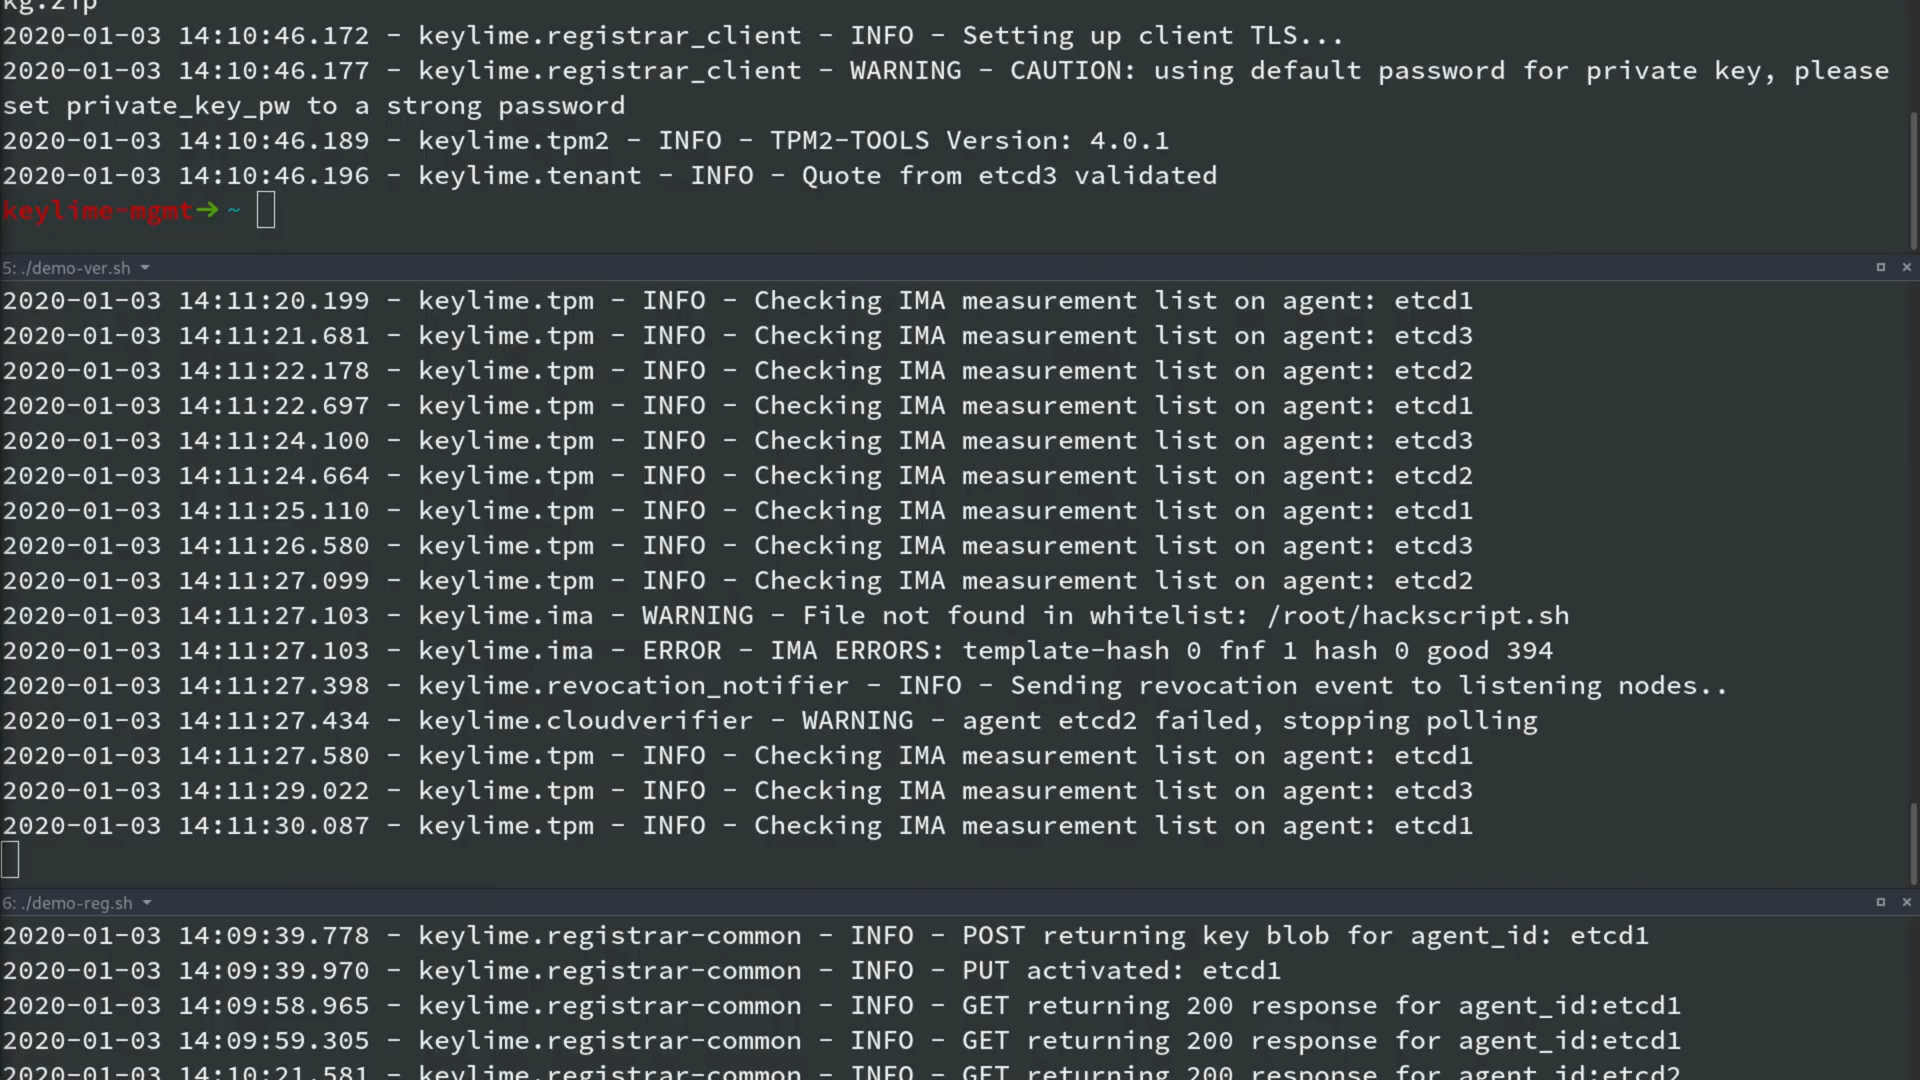 kg.zip
2020-01-03 14:10:46.172 - keylime.registrar_client - INFO - Setting up client TLS...
2020-01-03 14:10:46.177 - keylime.registrar_client - WARNING - CAUTION: using default password for private key, please
set private_key_pw to a strong password
2020-01-03 14:10:46.189 - keylime.tpm2 - INFO - TPM2-TOOLS Version: 4.0.1
2020-01-03 14:10:46.196 - keylime.tenant - INFO - Quote from etcd3 validated
keylime-mgmt→ ~
5: ./demo-ver.sh
2020-01-03 14:11:20.199 - keylime.tpm - INFO - Checking IMA measurement list on agent: etcd1
2020-01-03 14:11:21.681 - keylime.tpm - INFO - Checking IMA measurement list on agent: etcd3
2020-01-03 14:11:22.178 - keylime.tpm - INFO - Checking IMA measurement list on agent: etcd2
2020-01-03 14:11:22.697 - keylime.tpm - INFO - Checking IMA measurement list on agent: etcd1
2020-01-03 14:11:24.100 - keylime.tpm - INFO - Checking IMA measurement list on agent: etcd3
2020-01-03 14:11:24.664 - keylime.tpm - INFO - Checking IMA measurement list on agent: etcd2
2020-01-03 14:11:25.110 - keylime.tpm - INFO - Checking IMA measurement list on agent: etcd1
2020-01-03 14:11:26.580 - keylime.tpm - INFO - Checking IMA measurement list on agent: etcd3
2020-01-03 14:11:27.099 - keylime.tpm - INFO - Checking IMA measurement list on agent: etcd2
2020-01-03 14:11:27.103 - keylime.ima - WARNING - File not found in whitelist: /root/hackscript.sh
2020-01-03 14:11:27.103 - keylime.ima - ERROR - IMA ERRORS: template-hash 0 fnf 1 hash 0 good 394
2020-01-03 14:11:27.398 - keylime.revocation_notifier - INFO - Sending revocation event to listening nodes..
2020-01-03 14:11:27.434 - keylime.cloudverifier - WARNING - agent etcd2 failed, stopping polling
2020-01-03 14:11:27.580 - keylime.tpm - INFO - Checking IMA measurement list on agent: etcd1
2020-01-03 14:11:29.022 - keylime.tpm - INFO - Checking IMA measurement list on agent: etcd3
2020-01-03 14:11:30.087 - keylime.tpm - INFO - Checking IMA measurement list on agent: etcd1
6: ./demo-reg.sh
2020-01-03 14:09:39.778 - keylime.registrar-common - INFO - POST returning key blob for agent_id: etcd1
2020-01-03 14:09:39.970 - keylime.registrar-common - INFO - PUT activated: etcd1
2020-01-03 14:09:58.965 - keylime.registrar-common - INFO - GET returning 200 response for agent_id:etcd1
2020-01-03 14:09:59.305 - keylime.registrar-common - INFO - GET returning 200 response for agent_id:etcd1
2020-01-03 14:10:21.581 - keylime.registrar-common - INFO - GET returning 200 response for agent_id:etcd2